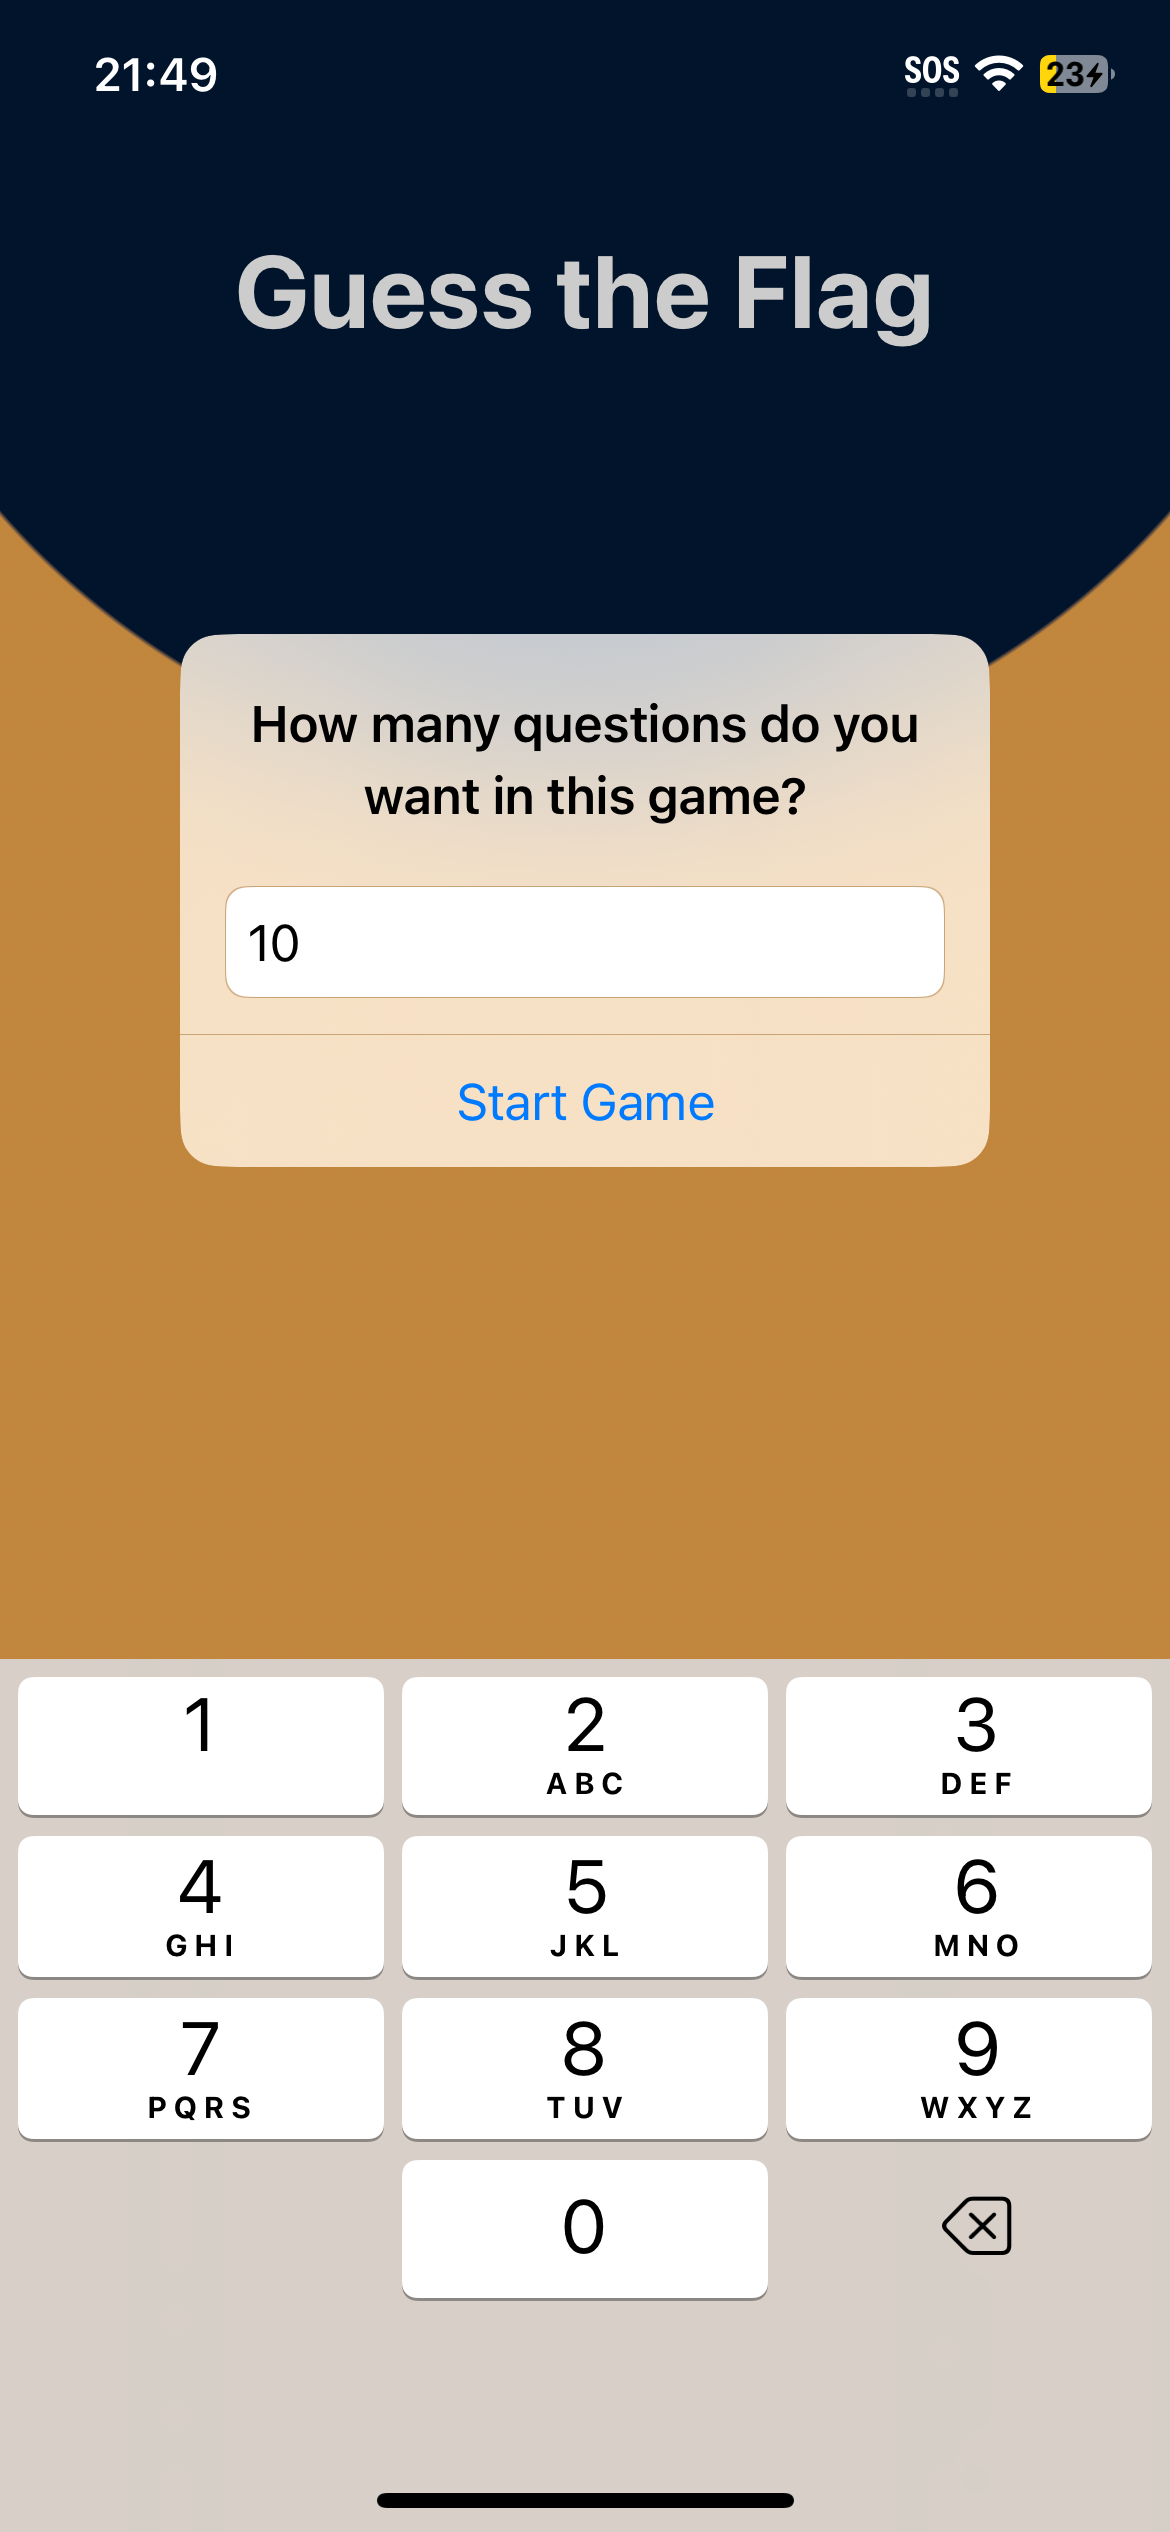 21:49 SOS 23
Guess the Flag
How many questions do you
want in this game?
10
Start Game
1 2 3
ABC DEF
4 5 6
GHI JKL MNO
7 8 9
PQRS TUV WXYZ
0